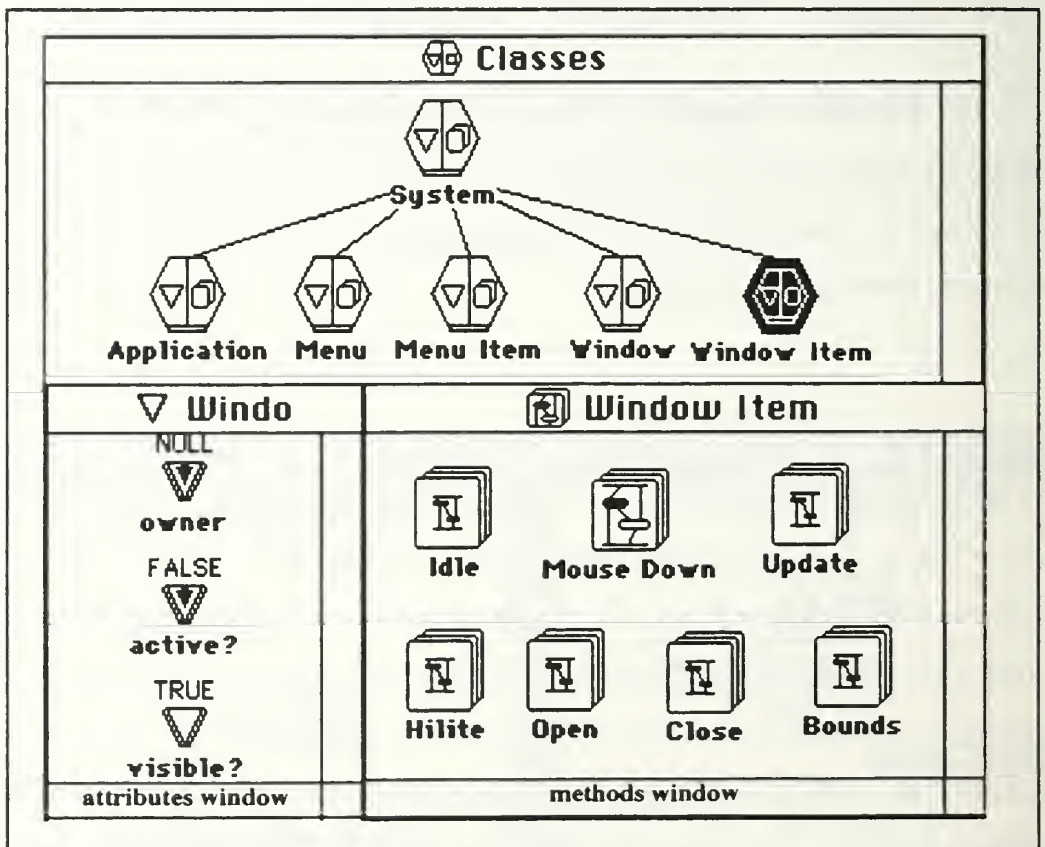 Classes
System
Application Menu Menu Item Window Window Item
Windo
NULL
owner
FALSE
active?
TRUE
visible?
attributes window
Window Item
Idle Mouse Down Update
Hilite Open Close Bounds
methods window